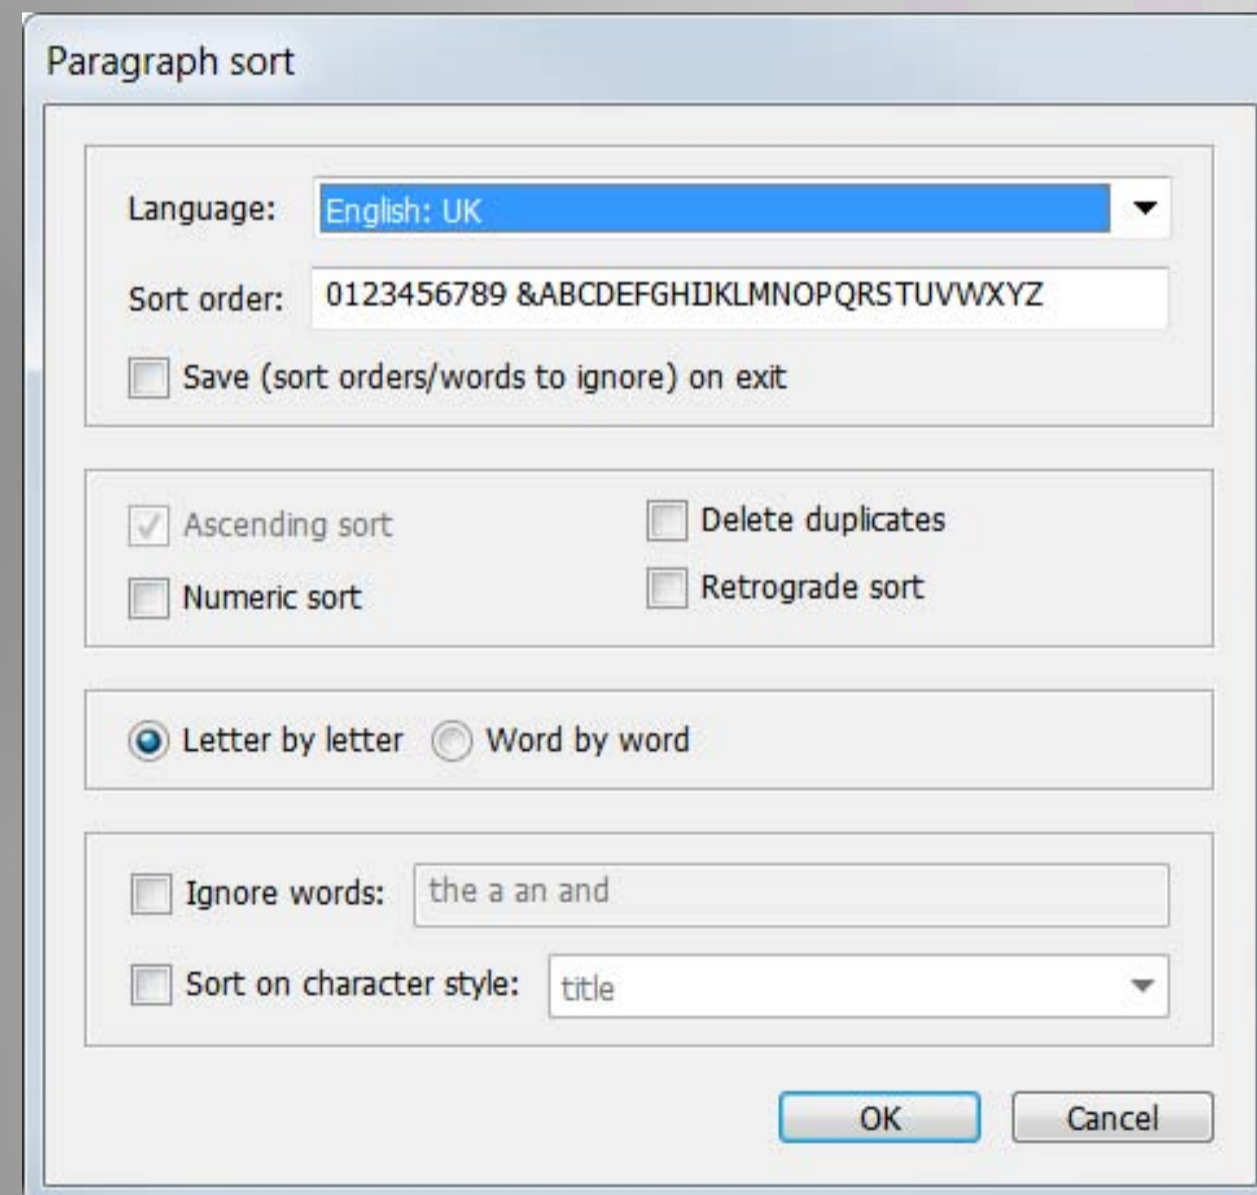 Paragraph sort
Language: English: UK
Sort order: 0123456789 &ABCDEFGHIJKLMNOPQRSTUVWXYZ
Save (sort orders/words to ignore) on exit
Ascending sort Delete duplicates
Numeric sort Retrograde sort
Letter by letter Word by word
Ignore words: the a an and
Sort on character style: title
OK Cancel